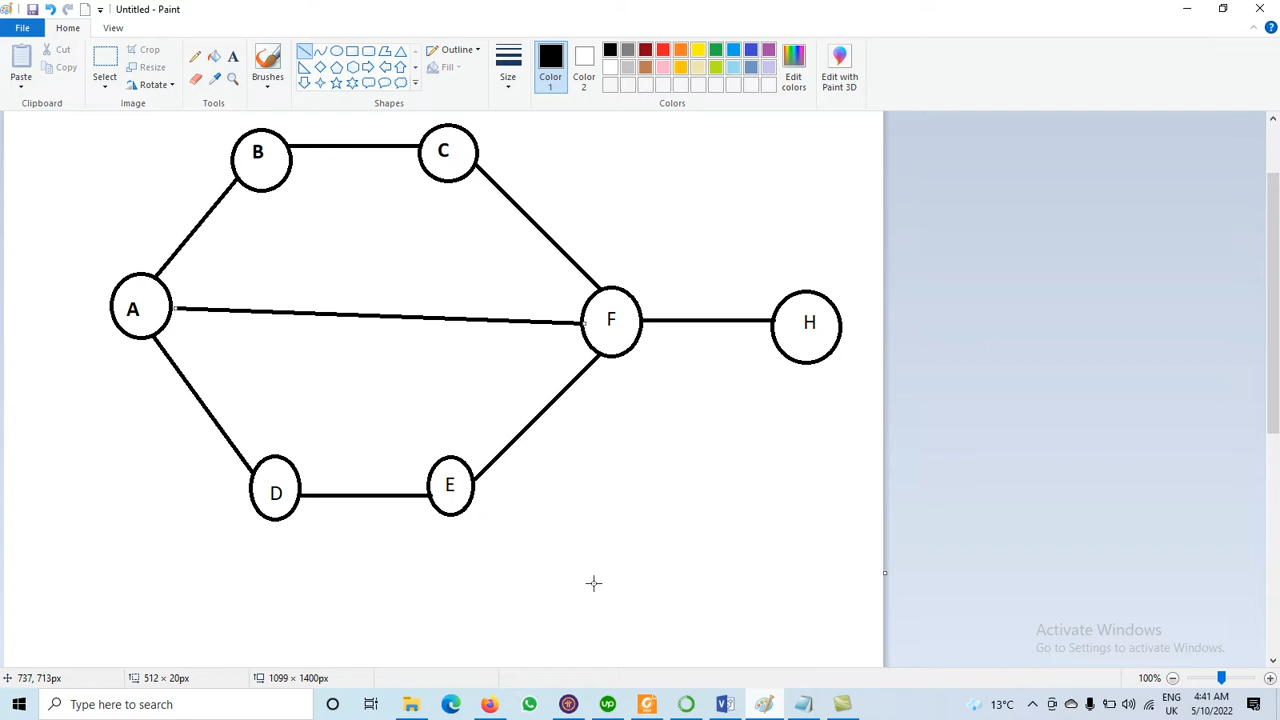 Untitled - Paint
File Home View
Paste
Cut
Copy
Clipboard
Select
Crop
Resize
Rotate
Image
A
Tools
Brushes
Shapes
Outline
Fill
Size
Color 1
Color 2
Colors
Edit colors
Edit with Paint 3D
B
C
A
F
H
D
E
Activate Windows
Go to Settings to activate Windows.
737, 713px
512 × 20px
1099 × 1400px
100%
Type here to search
13°C
ENG
UK
4:41 AM
5/10/2022